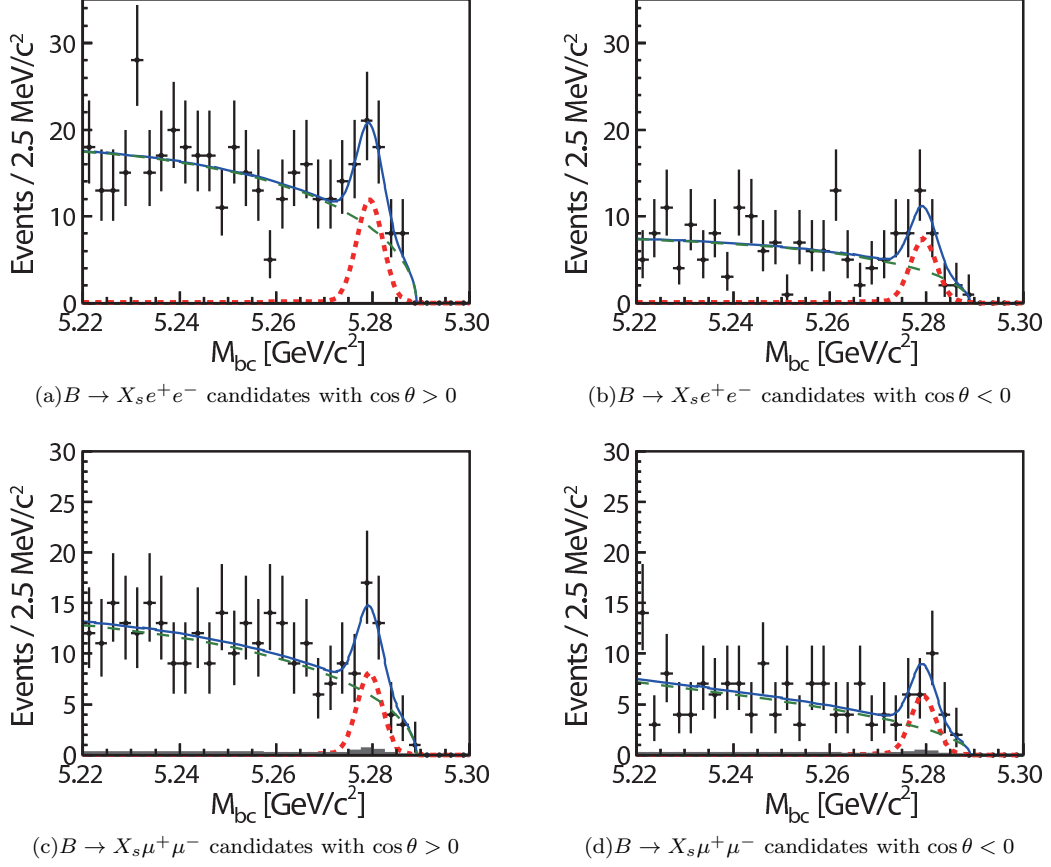 Events / 2.5 MeV/c²
30
20
10
0
5.22 5.24 5.26 5.28 5.30
M_bc [GeV/c²]
(a)B → X_s e⁺e⁻ candidates with cos θ > 0
Events / 2.5 MeV/c²
30
20
10
0
5.22 5.24 5.26 5.28 5.30
M_bc [GeV/c²]
(b)B → X_s e⁺e⁻ candidates with cos θ < 0
Events / 2.5 MeV/c²
30
25
20
15
10
5
0
5.22 5.24 5.26 5.28 5.30
M_bc [GeV/c²]
(c)B → X_s μ⁺μ⁻ candidates with cos θ > 0
Events / 2.5 MeV/c²
30
25
20
15
10
5
0
5.22 5.24 5.26 5.28 5.30
M_bc [GeV/c²]
(d)B → X_s μ⁺μ⁻ candidates with cos θ < 0